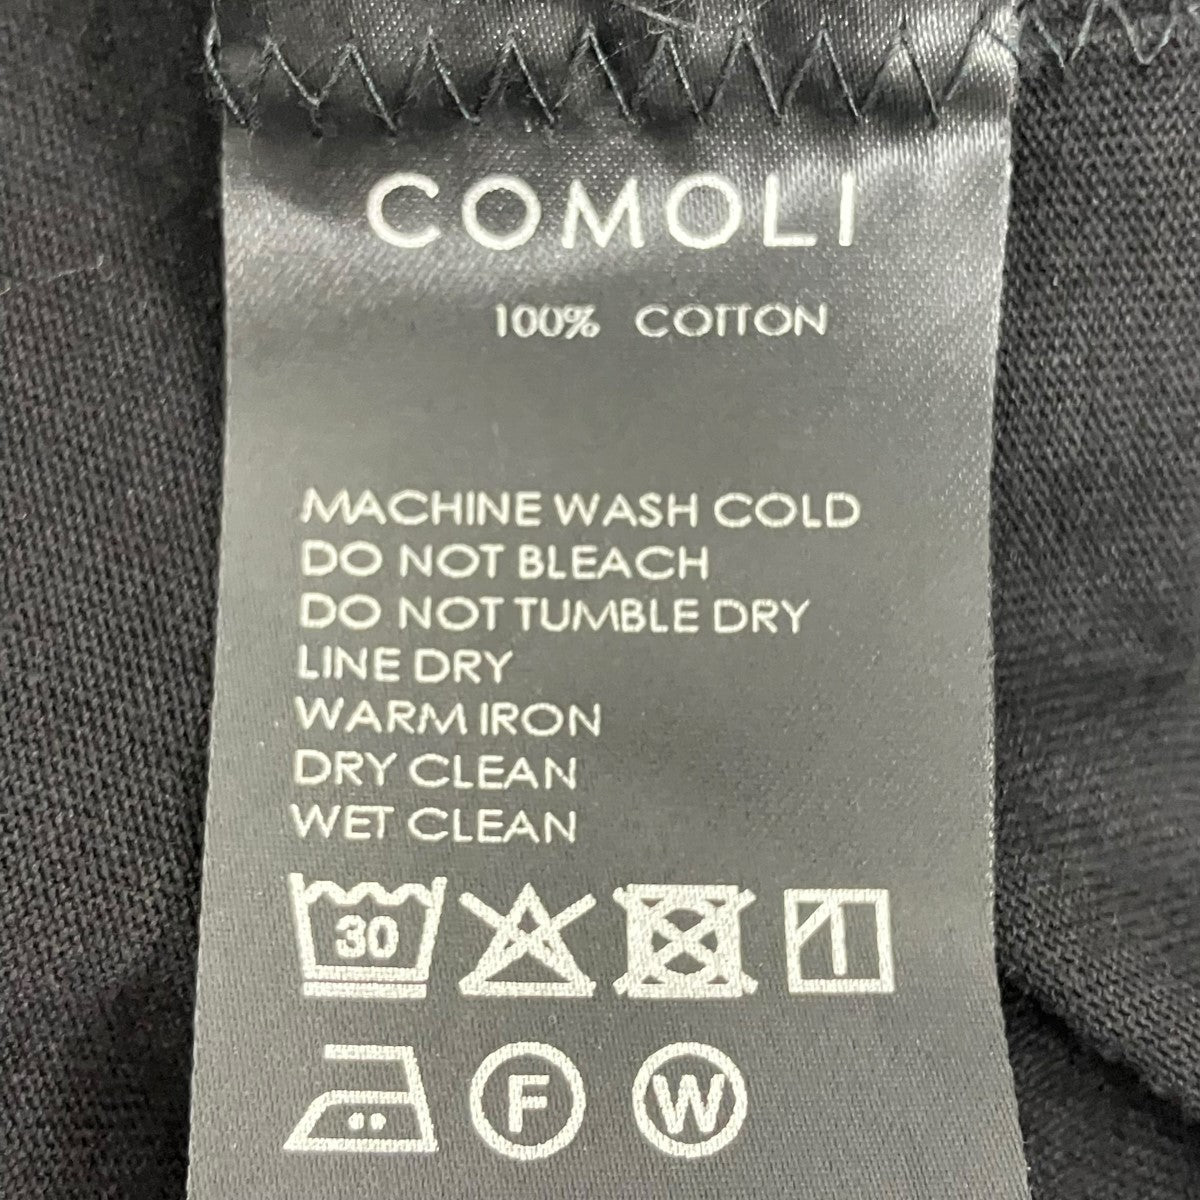 COMOLI
100% COTTON
MACHINE WASH COLD
DO NOT BLEACH
DO NOT TUMBLE DRY
LINE DRY
WARM IRON
DRY CLEAN
WET CLEAN
30
F W